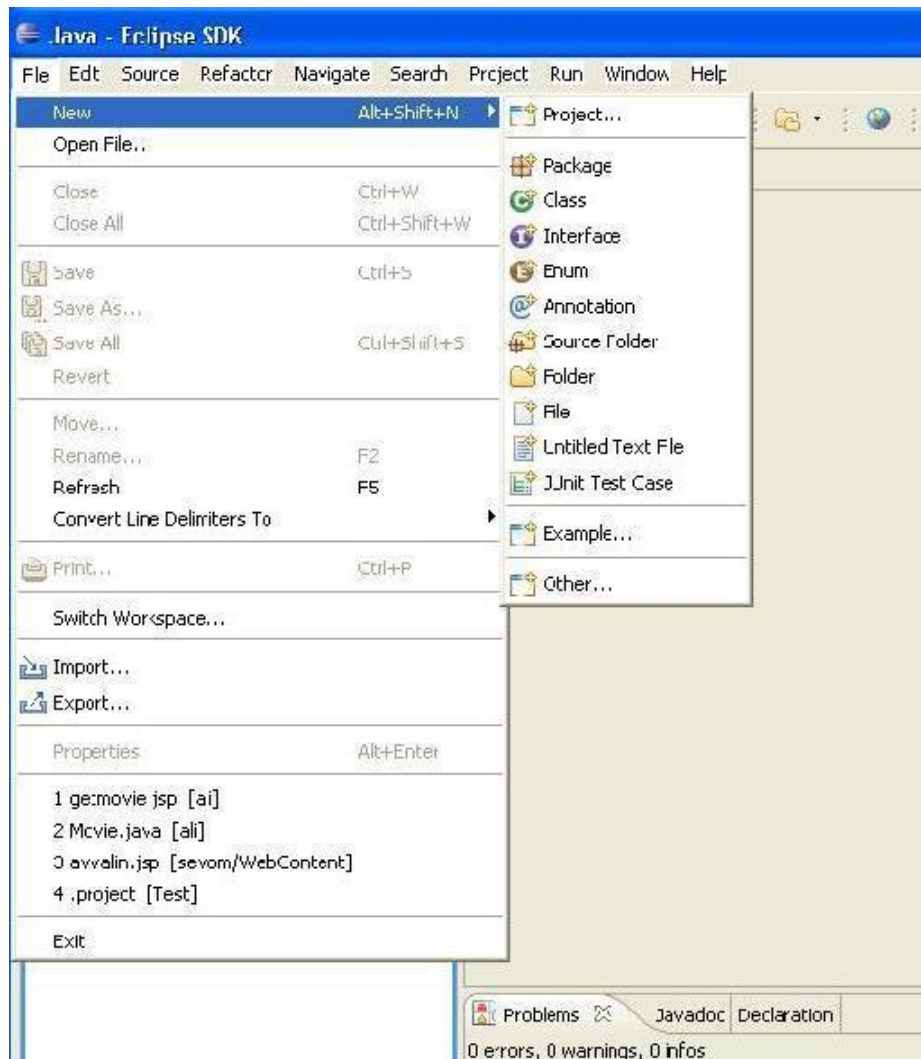 Java - Eclipse SDK
File Edit Source Refactor Navigate Search Project Run Window Help
New Alt+Shift+N
Open File..
Close Ctrl+W
Close All Ctrl+Shift+W
Save Ctrl+S
Save As...
Save All Ctrl+Shift+S
Revert
Move...
Rename... F2
Refresh F5
Convert Line Delimiters To
Print... Ctrl+P
Switch Workspace...
Import...
Export...
Properties Alt+Enter
1 getmovie.jsp [ali]
2 Movie.java [ali]
3 avvalin.jsp [sevom/WebContent]
4 .project [Test]
Exit
Project...
Package
Class
Interface
Enum
Annotation
Source Folder
Folder
File
Untitled Text File
JUnit Test Case
Example...
Other...
Problems Javadoc Declaration
0 errors, 0 warnings, 0 infos